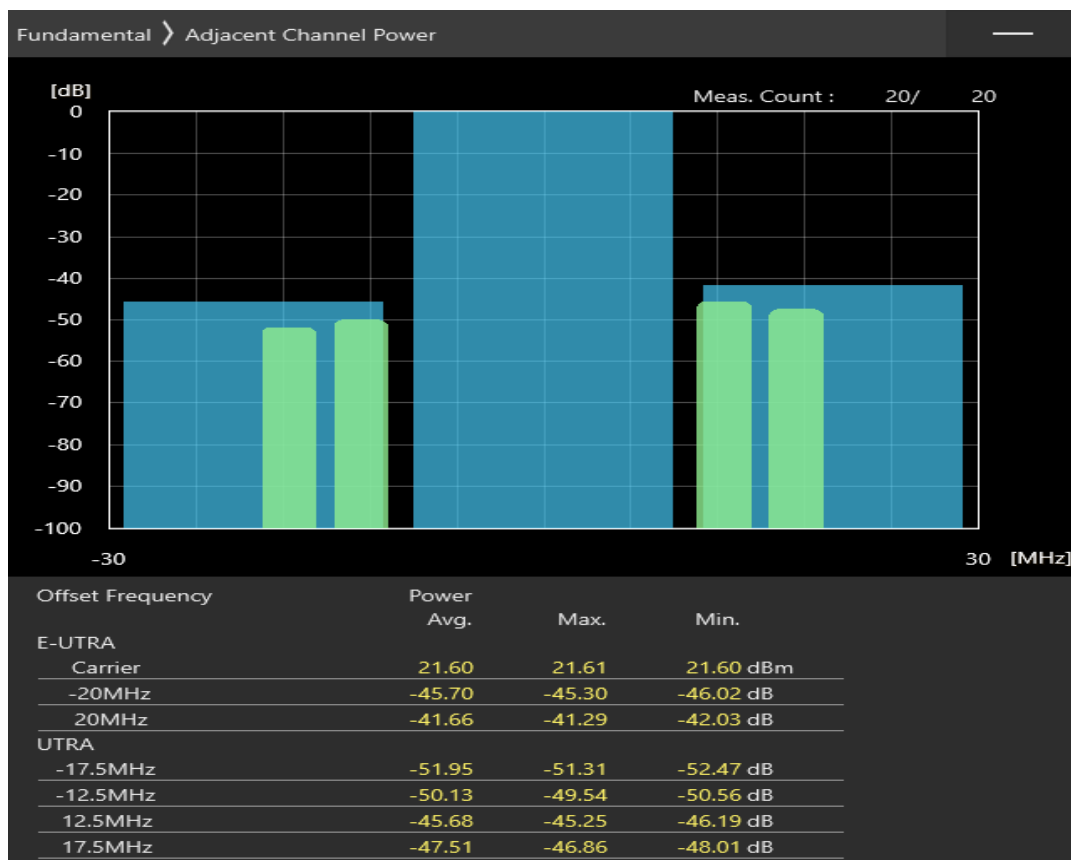 Fundamental ❯ Adjacent Channel Power
[dB]
Meas. Count : 20/ 20
0
-10
-20
-30
-40
-50
-60
-70
-80
-90
-100
-30 30 [MHz]
Offset Frequency Power
Avg. Max. Min.
E-UTRA
Carrier 21.60 21.61 21.60 dBm
-20MHz -45.70 -45.30 -46.02 dB
20MHz -41.66 -41.29 -42.03 dB
UTRA
-17.5MHz -51.95 -51.31 -52.47 dB
-12.5MHz -50.13 -49.54 -50.56 dB
12.5MHz -45.68 -45.25 -46.19 dB
17.5MHz -47.51 -46.86 -48.01 dB